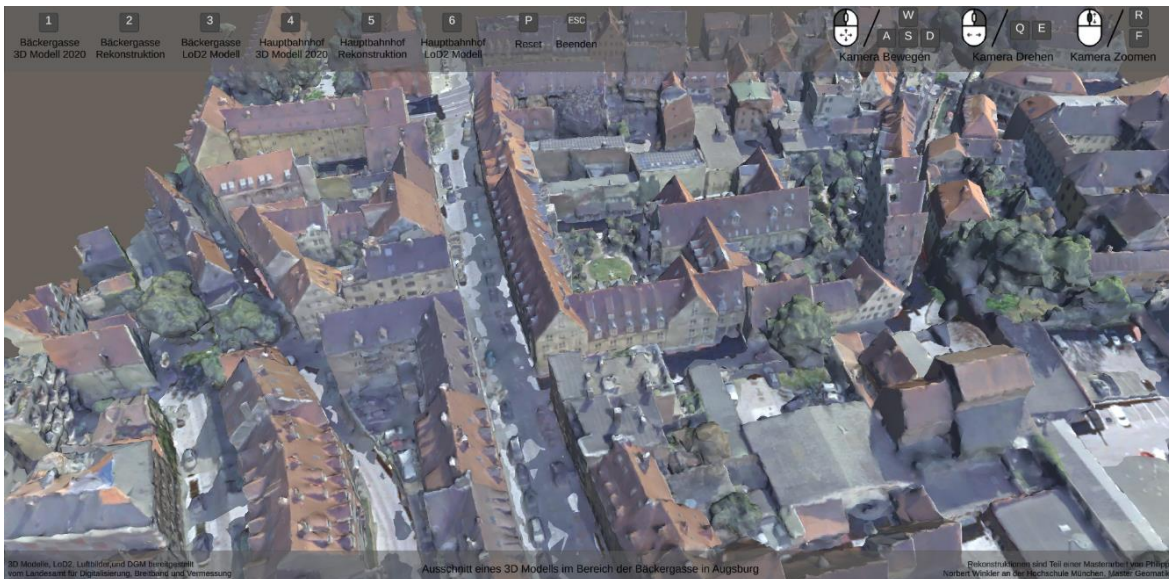 1
Bäckergasse
3D Modell 2020
2
Bäckergasse
Rekonstruktion
3
Bäckergasse
LoD2 Modell
4
Hauptbahnhof
3D Modell 2020
5
Hauptbahnhof
Rekonstruktion
6
Hauptbahnhof
LoD2 Modell
P
Reset
ESC
Beenden
W
A S D
Kamera Bewegen
Q E
Kamera Drehen
R
F
Kamera Zoomen
3D Modelle, LoD2, Luftbilder,und DGM bereitgestellt
vom Landesamt für Digitalisierung, Breitband und Vermessung
Ausschnitt eines 3D Modells im Bereich der Bäckergasse in Augsburg
Rekonstruktionen sind Teil einer Masterarbeit von Philipp
Norbert Winkler an der Hochschule München, Master Geomatik